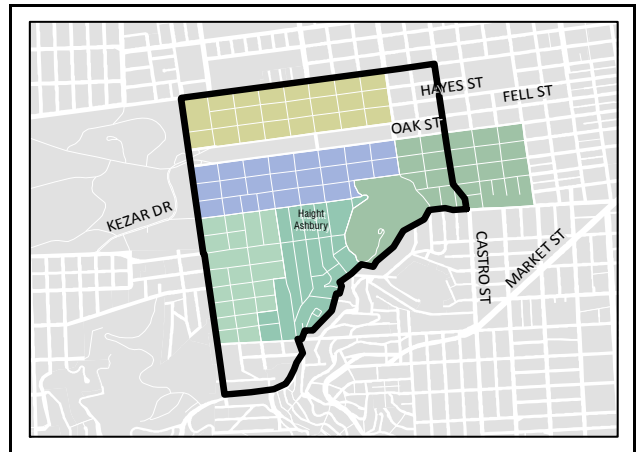 HAYES ST
FELL ST
OAK ST
KEZAR DR
Haight
Ashbury
CASTRO ST
MARKET ST